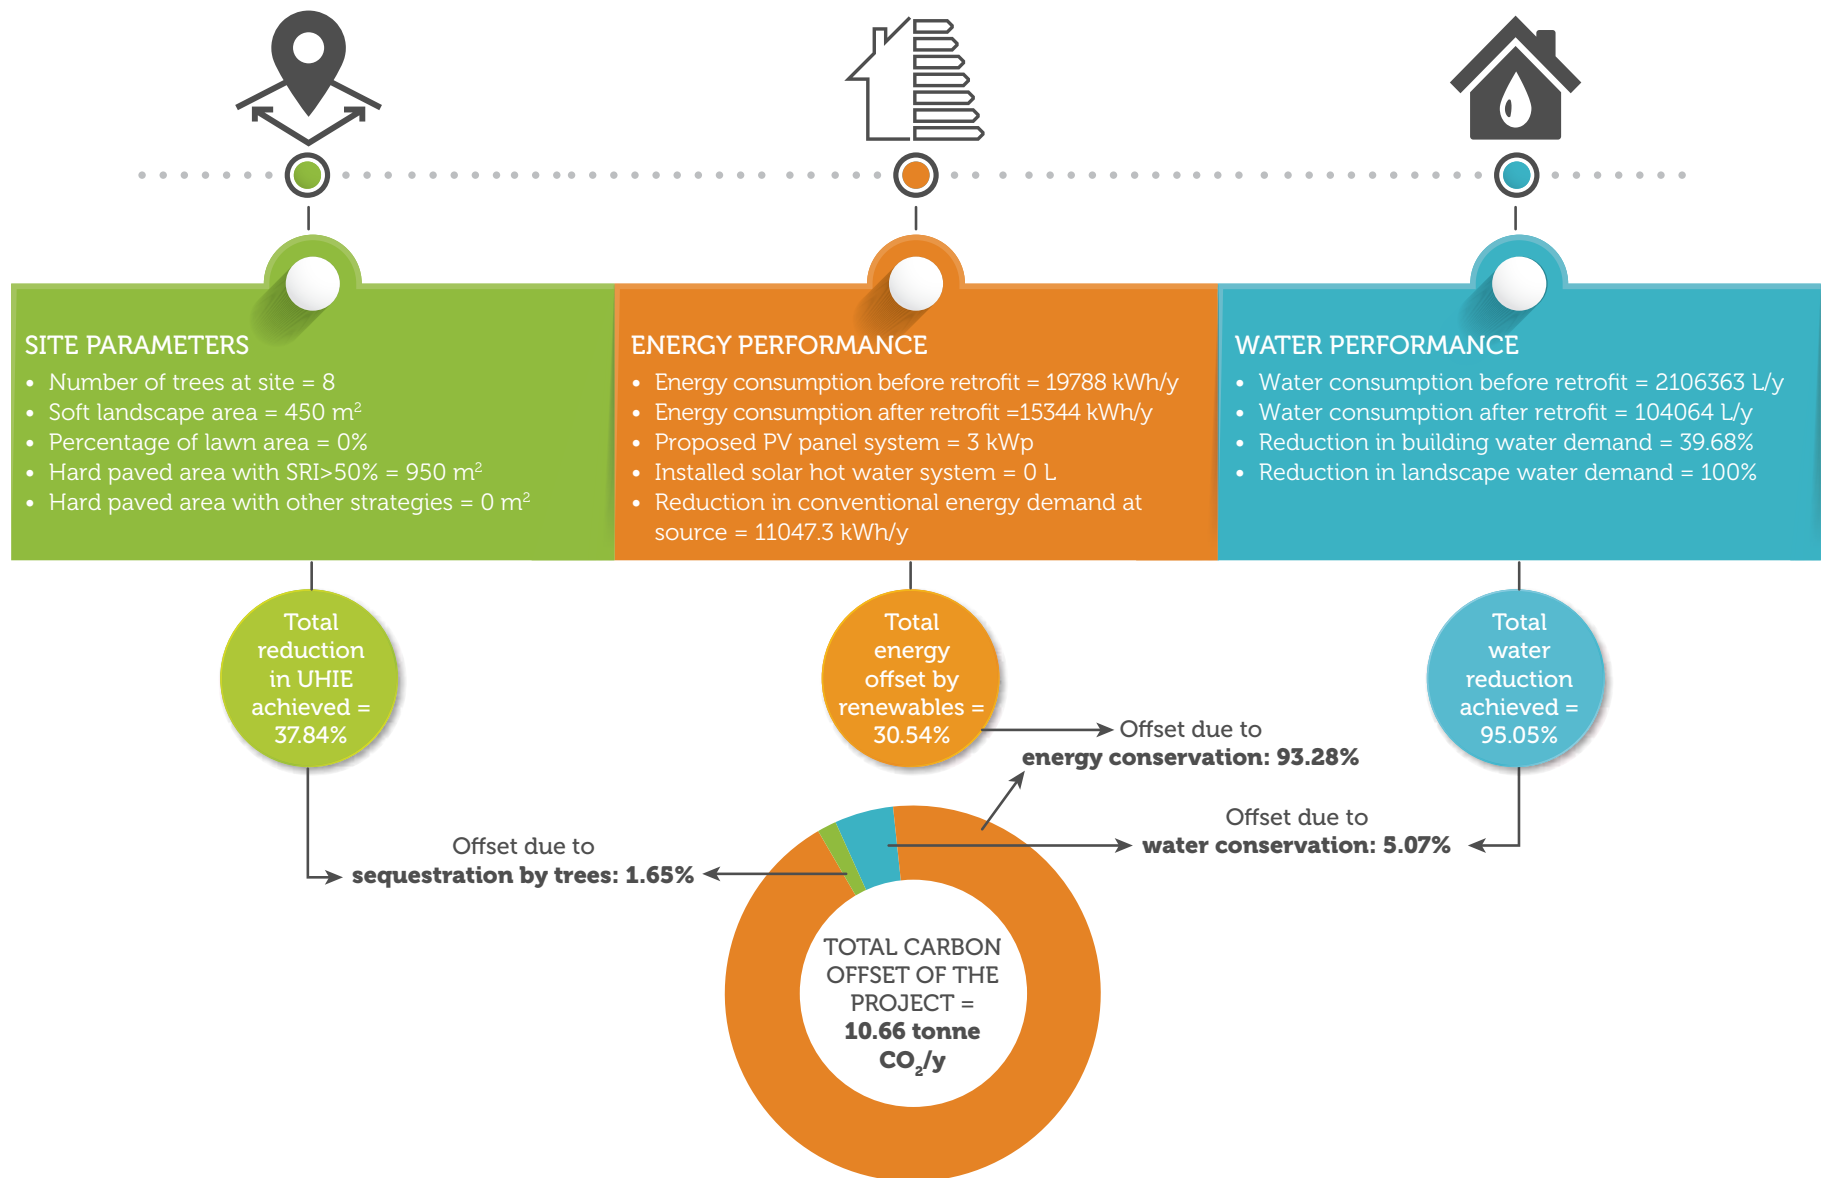 SITE PARAMETERS
• Number of trees at site = 8
• Soft landscape area = 450 m²
• Percentage of lawn area = 0%
• Hard paved area with SRI>50% = 950 m²
• Hard paved area with other strategies = 0 m²
ENERGY PERFORMANCE
• Energy consumption before retrofit = 19788 kWh/y
• Energy consumption after retrofit =15344 kWh/y
• Proposed PV panel system = 3 kWp
• Installed solar hot water system = 0 L
• Reduction in conventional energy demand at
source = 11047.3 kWh/y
WATER PERFORMANCE
• Water consumption before retrofit = 2106363 L/y
• Water consumption after retrofit = 104064 L/y
• Reduction in building water demand = 39.68%
• Reduction in landscape water demand = 100%
Total
reduction
in UHIE
achieved =
37.84%
Total
energy
offset by
renewables =
30.54%
Total
water
reduction
achieved =
95.05%
Offset due to
energy conservation: 93.28%
Offset due to
water conservation: 5.07%
Offset due to
sequestration by trees: 1.65%
TOTAL CARBON
OFFSET OF THE
PROJECT =
10.66 tonne
CO₂/y